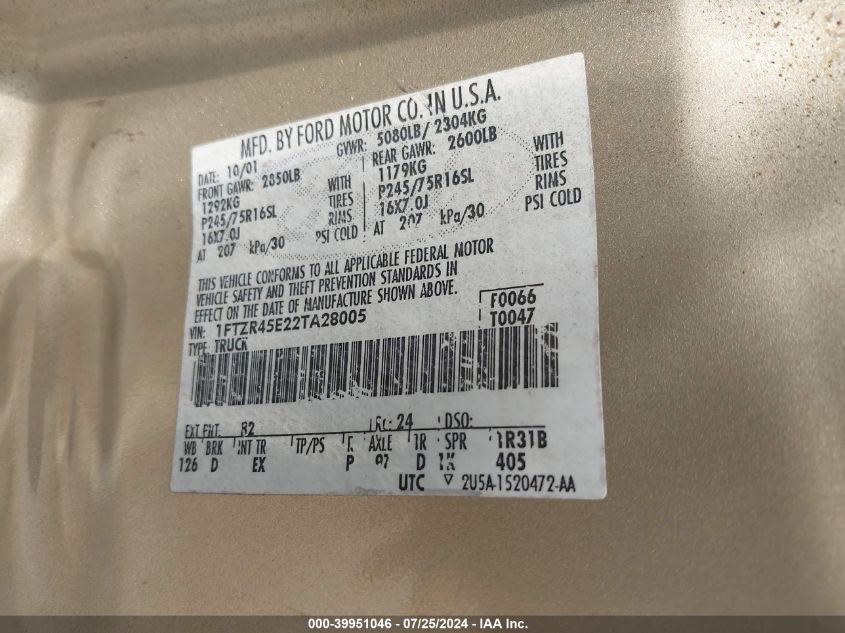 MFD. BY FORD MOTOR CO. IN U.S.A.
DATE: 10/01 GVWR: 5080LB/ 2304KG
FRONT GAWR: 2850LB REAR GAWR: 2600LB
1292KG WITH 1179KG WITH
P245/75R16SL TIRES P245/75R16SL TIRES
16X7.0J RIMS 16X7.0J RIMS
AT 207 kPa/30 PSI COLD AT 207 kPa/30 PSI COLD
THIS VEHICLE CONFORMS TO ALL APPLICABLE FEDERAL MOTOR
VEHICLE SAFETY AND THEFT PREVENTION STANDARDS IN
EFFECT ON THE DATE OF MANUFACTURE SHOWN ABOVE.
VIN: 1FTZR45E22TA28005 F0066
TYPE: TRUCK T0047
EXT PNT: B2 RC: 24 DSO:
WB BRK INT TR TP/PS R AXLE TR SPR 1R31B
126 D EX P D 405
UTC ▽ 2U5A-1520472-AA
000-39951046 - 07/25/2024 - IAA Inc.